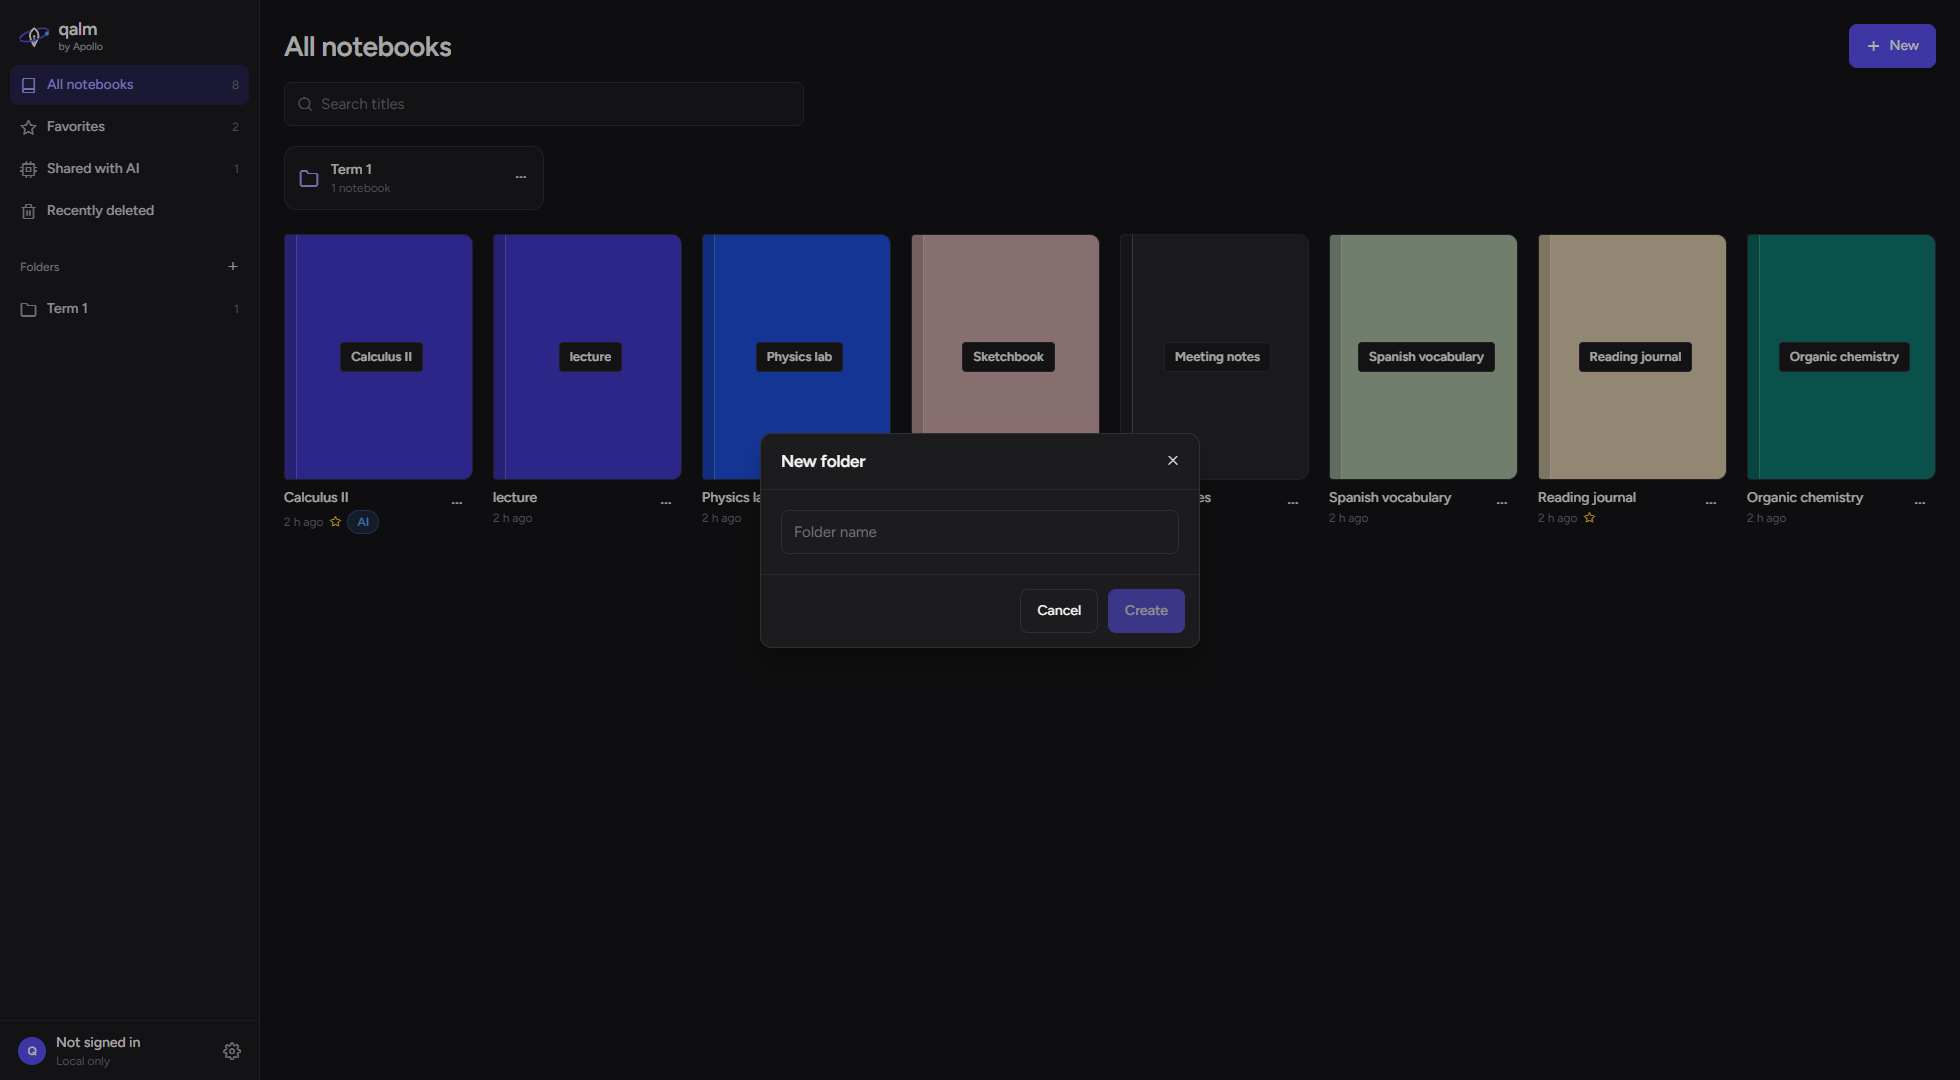 qalm
by Apollo
All notebooks 8
Favorites 2
Shared with AI 1
Recently deleted
Folders +
Term 1 1
Not signed in
Local only
Q
All notebooks
+ New
Search titles
Term 1
1 notebook
Calculus II
lecture
Physics lab
Sketchbook
Meeting notes
Spanish vocabulary
Reading journal
Organic chemistry
Calculus II
2 h ago AI
lecture
2 h ago
Physics la
2 h ago
es
Spanish vocabulary
2 h ago
Reading journal
2 h ago
Organic chemistry
2 h ago
New folder
Folder name
Cancel
Create